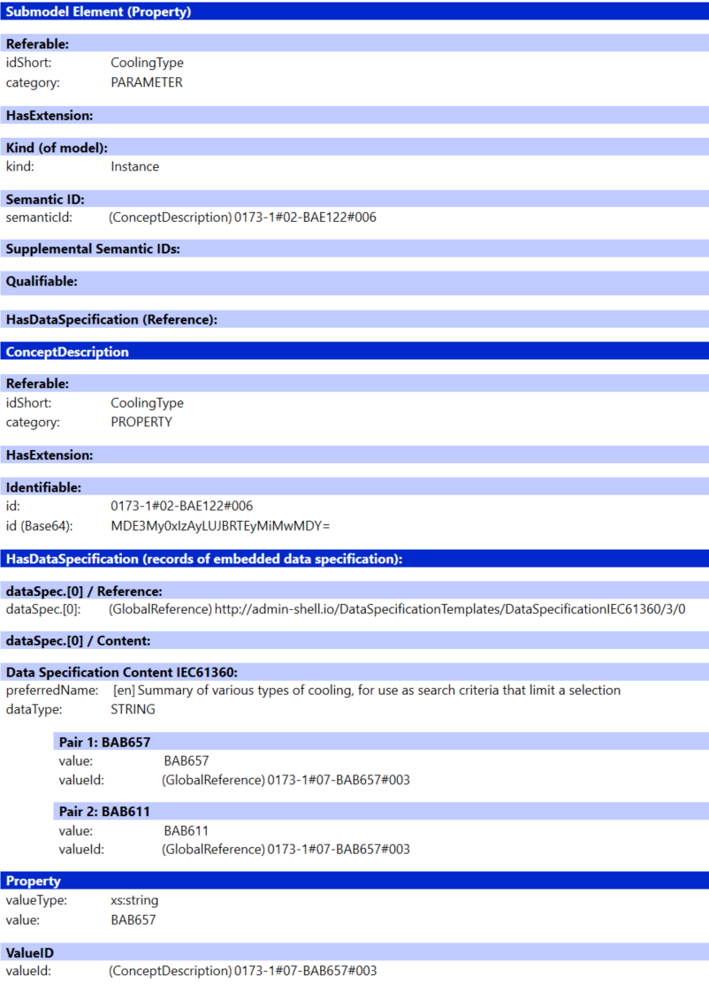 Submodel Element (Property)
Referable:
idShort: CoolingType
category: PARAMETER
HasExtension:
Kind (of model):
kind: Instance
Semantic ID:
semanticId: (ConceptDescription) 0173-1#02-BAE122#006
Supplemental Semantic IDs:
Qualifiable:
HasDataSpecification (Reference):
ConceptDescription
Referable:
idShort: CoolingType
category: PROPERTY
HasExtension:
Identifiable:
id: 0173-1#02-BAE122#006
id (Base64): MDE3My0xIzAyLUJBRTEyMiMwMDY=
HasDataSpecification (records of embedded data specification):
dataSpec.[0] / Reference:
dataSpec.[0]: (GlobalReference) http://admin-shell.io/DataSpecificationTemplates/DataSpecificationIEC61360/3/0
dataSpec.[0] / Content:
Data Specification Content IEC61360:
preferredName: [en] Summary of various types of cooling, for use as search criteria that limit a selection
dataType: STRING
Pair 1: BAB657
value: BAB657
valueId: (GlobalReference) 0173-1#07-BAB657#003
Pair 2: BAB611
value: BAB611
valueId: (GlobalReference) 0173-1#07-BAB657#003
Property
valueType: xs:string
value: BAB657
ValueID
valueId: (ConceptDescription) 0173-1#07-BAB657#003